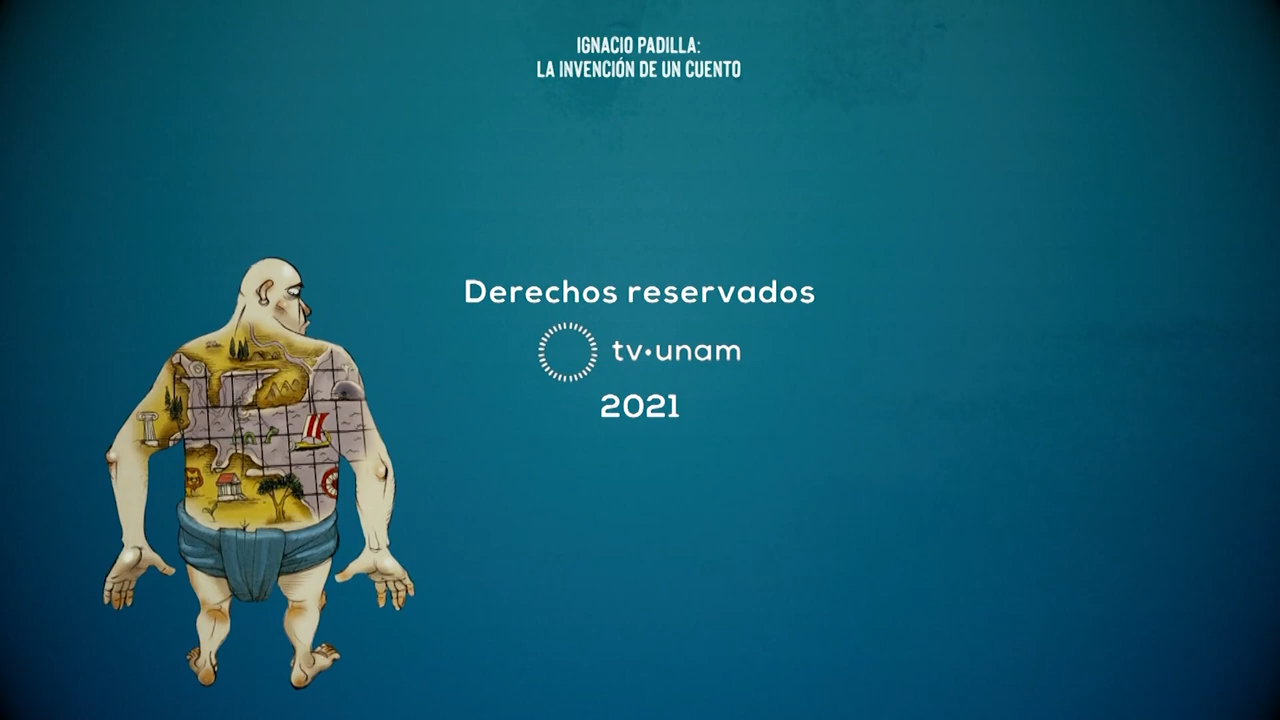 IGNACIO PADILLA:
LA INVENCIÓN DE UN CUENTO
Derechos reservados
tv•unam
2021